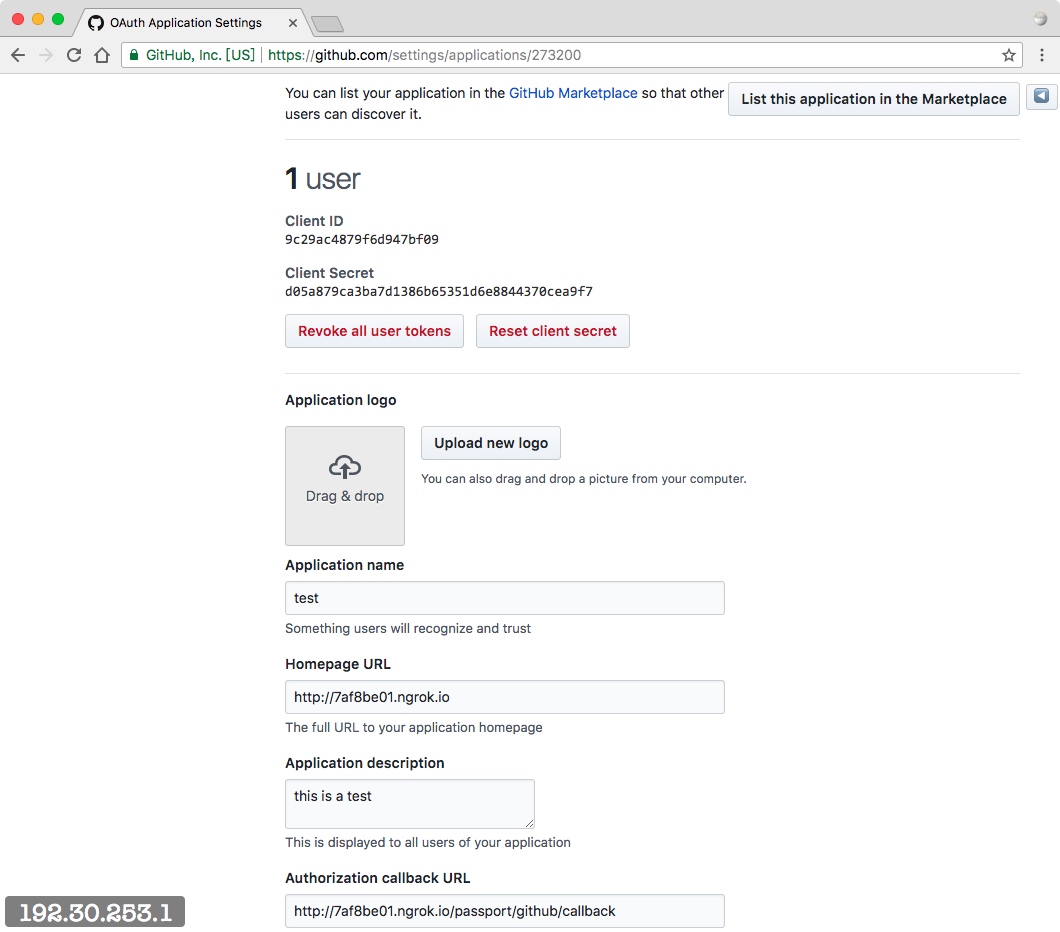 OAuth Application Settings
GitHub, Inc. [US] https://github.com/settings/applications/273200
You can list your application in the GitHub Marketplace so that other
users can discover it.
List this application in the Marketplace
1 user
Client ID
9c29ac4879f6d947bf09
Client Secret
d05a879ca3ba7d1386b65351d6e8844370cea9f7
Revoke all user tokens
Reset client secret
Application logo
Drag & drop
Upload new logo
You can also drag and drop a picture from your computer.
Application name
test
Something users will recognize and trust
Homepage URL
http://7af8be01.ngrok.io
The full URL to your application homepage
Application description
this is a test
This is displayed to all users of your application
Authorization callback URL
http://7af8be01.ngrok.io/passport/github/callback
192.30.253.1